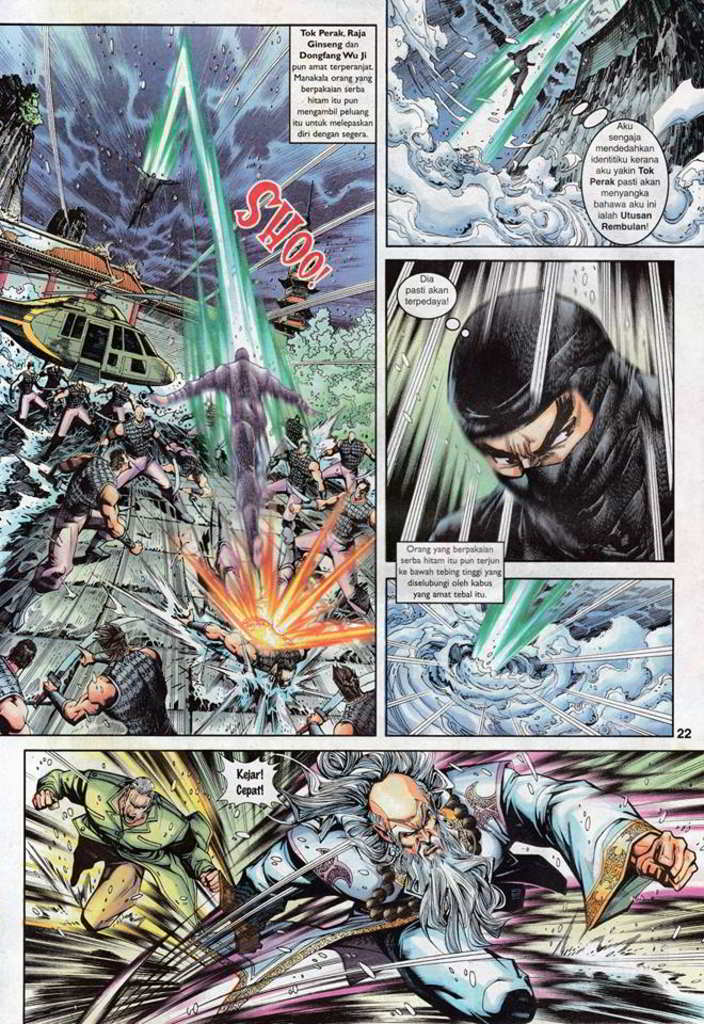 Tok Perak, Raja
Ginseng dan
Dongfang Wu Ji
pun amat terperanjat.
Manakala orang yang
berpakaian serba
hitam itu pun
mengambil peluang
itu untuk melepaskan
diri dengan segera.
SHOO!
Aku
sengaja
mendedahkan
identitiku kerana
aku yakin Tok
Perak pasti akan
menyangka
bahawa aku ini
ialah Utusan
Rembulan!
Dia
pasti akan
terpedaya!
Orang yang berpakaian
serba hitam itu pun terjun
ke bawah tebing tinggi yang
diselubungi oleh kabus
yang amat tebal itu.
22
Kejar!
Cepat!